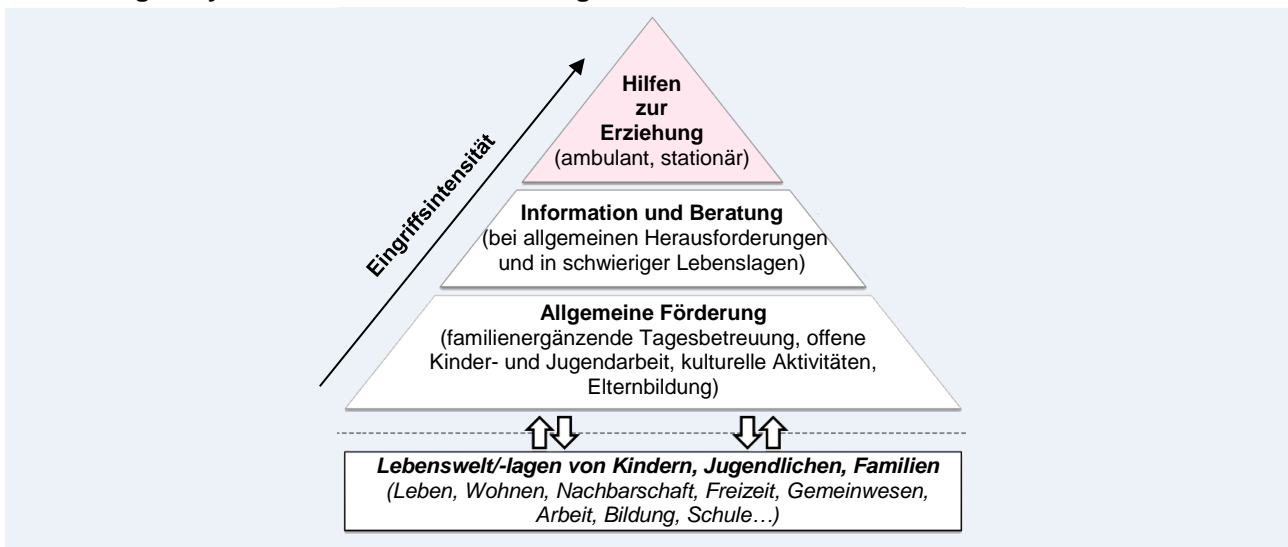 Hilfen
zur
Erziehung
(ambulant, stationär)
Eingriffsintensität
Information und Beratung
(bei allgemeinen Herausforderungen
und in schwieriger Lebenslagen)
Allgemeine Förderung
(familienergänzende Tagesbetreuung, offene
Kinder- und Jugendarbeit, kulturelle Aktivitäten,
Elternbildung)
Lebenswelt/-lagen von Kindern, Jugendlichen, Familien
(Leben, Wohnen, Nachbarschaft, Freizeit, Gemeinwesen,
Arbeit, Bildung, Schule…)